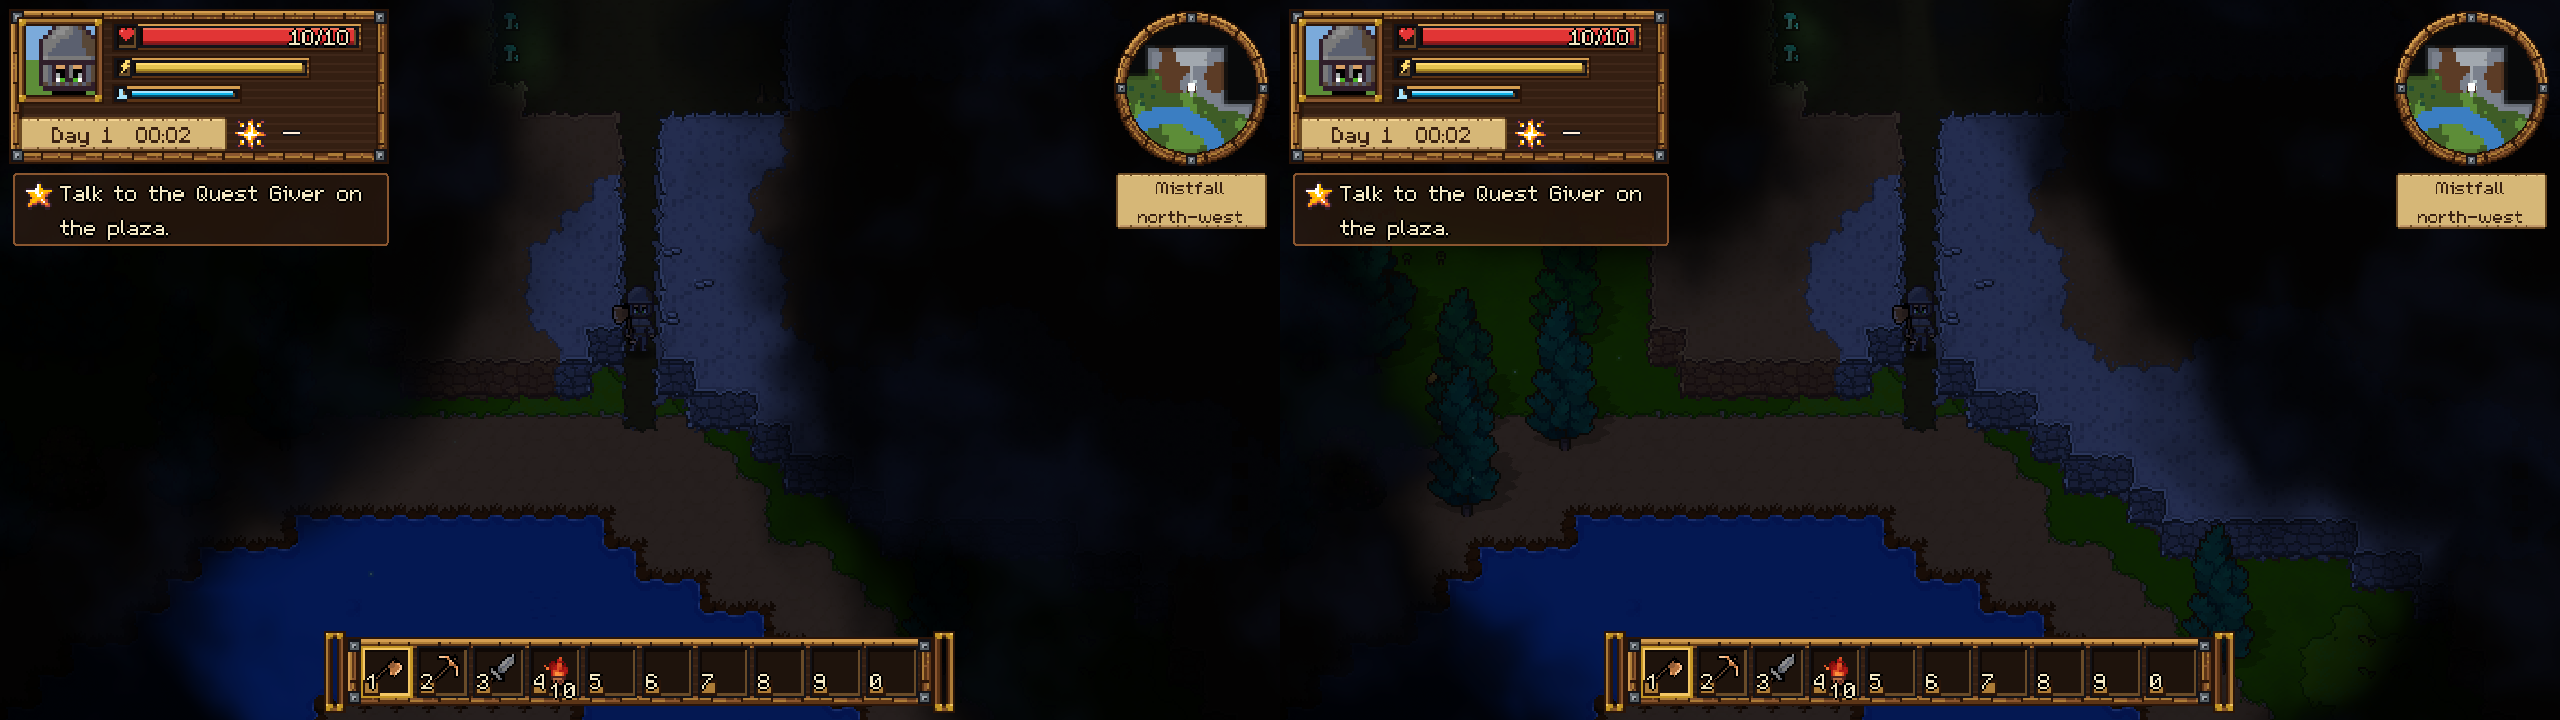 10/10
Day 1 00:02 —
Talk to the Quest Giver on
the plaza.
Mistfall
north-west
1 2 3 4 10 5 6 7 8 9 0
10/10
Day 1 00:02 —
Talk to the Quest Giver on
the plaza.
Mistfall
north-west
1 2 3 4 10 5 6 7 8 9 0